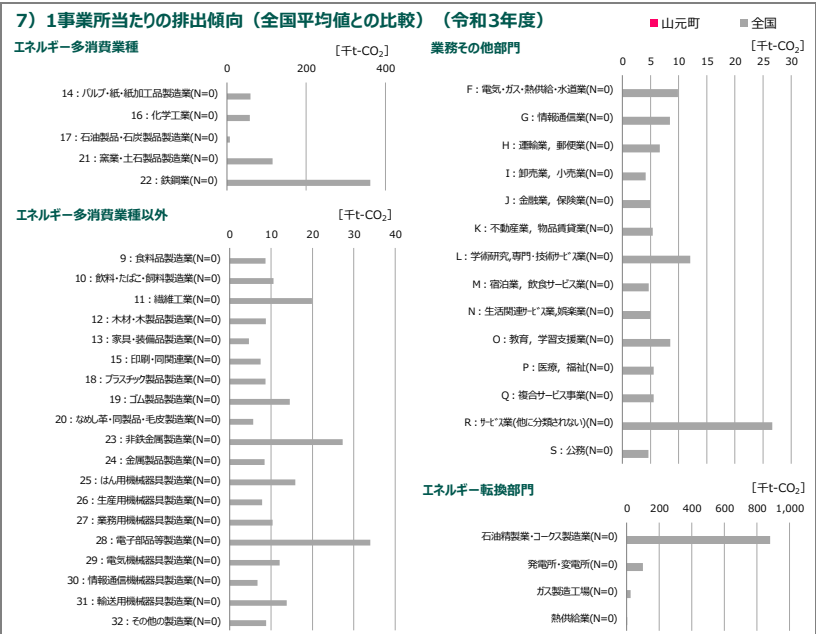 7）1事業所当たりの排出傾向（全国平均値との比較）（令和3年度）
■山元町 ■全国
エネルギー多消費業種
[千t-CO₂]
0 200 400
14：パルプ・紙・紙加工品製造業(N=0)
16：化学工業(N=0)
17：石油製品・石炭製品製造業(N=0)
21：窯業・土石製品製造業(N=0)
22：鉄鋼業(N=0)
エネルギー多消費業種以外
[千t-CO₂]
0 10 20 30 40
9：食料品製造業(N=0)
10：飲料・たばこ・飼料製造業(N=0)
11：繊維工業(N=0)
12：木材・木製品製造業(N=0)
13：家具・装備品製造業(N=0)
15：印刷・同関連業(N=0)
18：プラスチック製品製造業(N=0)
19：ゴム製品製造業(N=0)
20：なめし革・同製品・毛皮製造業(N=0)
23：非鉄金属製造業(N=0)
24：金属製品製造業(N=0)
25：はん用機械器具製造業(N=0)
26：生産用機械器具製造業(N=0)
27：業務用機械器具製造業(N=0)
28：電子部品等製造業(N=0)
29：電気機械器具製造業(N=0)
30：情報通信機械器具製造業(N=0)
31：輸送用機械器具製造業(N=0)
32：その他の製造業(N=0)
業務その他部門
[千t-CO₂]
0 5 10 15 20 25 30
F：電気・ガス・熱供給・水道業(N=0)
G：情報通信業(N=0)
H：運輸業，郵便業(N=0)
I：卸売業，小売業(N=0)
J：金融業，保険業(N=0)
K：不動産業，物品賃貸業(N=0)
L：学術研究,専門・技術ｻｰﾋﾞｽ業(N=0)
M：宿泊業，飲食サービス業(N=0)
N：生活関連ｻｰﾋﾞｽ業,娯楽業(N=0)
O：教育，学習支援業(N=0)
P：医療，福祉(N=0)
Q：複合サービス事業(N=0)
R：ｻｰﾋﾞｽ業(他に分類されない)(N=0)
S：公務(N=0)
エネルギー転換部門
[千t-CO₂]
0 200 400 600 800 1,000
石油精製業・コークス製造業(N=0)
発電所・変電所(N=0)
ガス製造工場(N=0)
熱供給業(N=0)